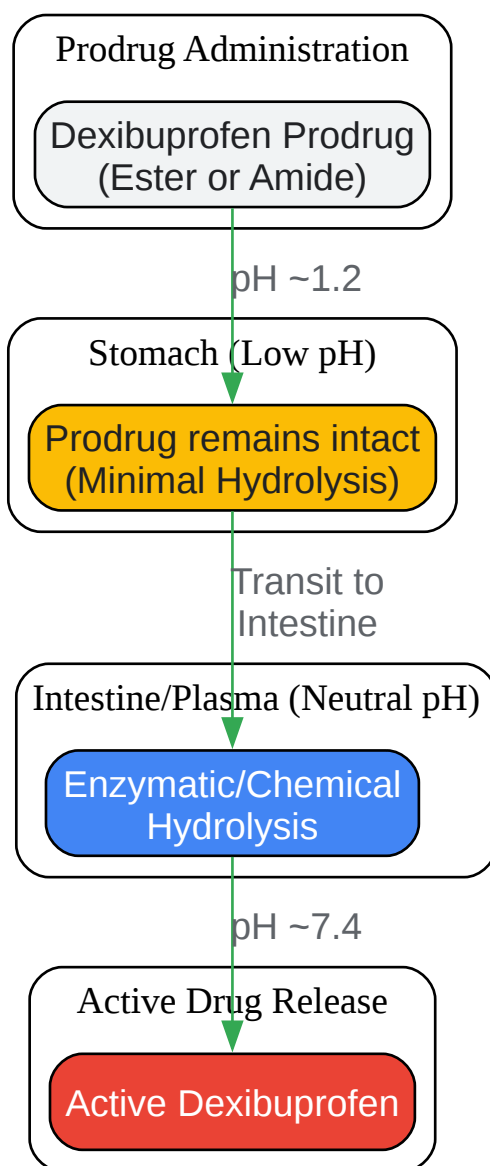 Prodrug Administration
Dexibuprofen Prodrug
(Ester or Amide)
pH ~1.2
Stomach (Low pH)
Prodrug remains intact
(Minimal Hydrolysis)
Transit to
Intestine
Intestine/Plasma (Neutral pH)
Enzymatic/Chemical
Hydrolysis
pH ~7.4
Active Drug Release
Active Dexibuprofen